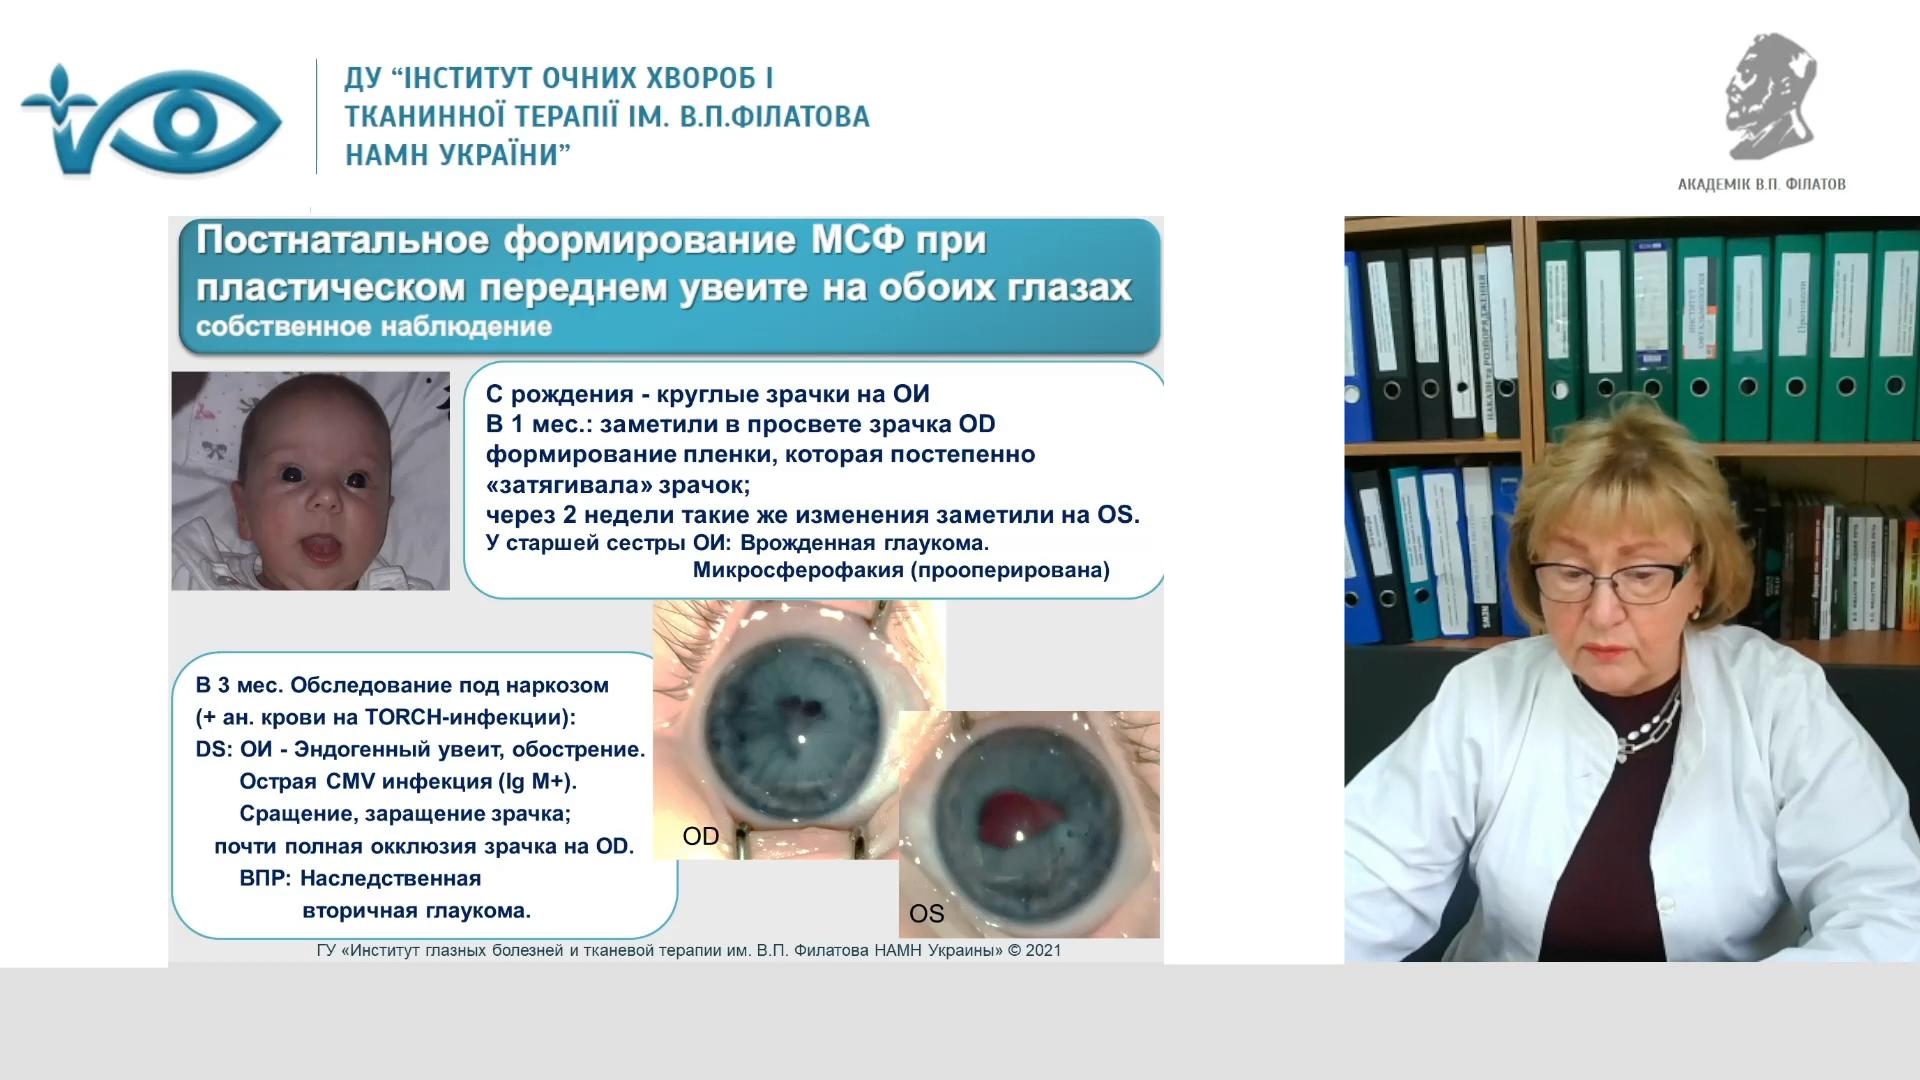 ДУ “ІНСТИТУТ ОЧНИХ ХВОРОБ І
ТКАНИННОЇ ТЕРАПІЇ ІМ. В.П.ФІЛАТОВА
НАМН УКРАЇНИ”
АКАДЕМІК В.П. ФІЛАТОВ
Постнатальное формирование МСФ при
пластическом переднем увеите на обоих глазах
собственное наблюдение
С рождения - круглые зрачки на ОИ
В 1 мес.: заметили в просвете зрачка OD
формирование пленки, которая постепенно
«затягивала» зрачок;
через 2 недели такие же изменения заметили на OS.
У старшей сестры ОИ: Врожденная глаукома.
Микросферофакия (прооперирована)
В 3 мес. Обследование под наркозом
(+ ан. крови на TORCH-инфекции):
DS: ОИ - Эндогенный увеит, обострение.
Острая CMV инфекция (Ig M+).
Сращение, заращение зрачка;
почти полная окклюзия зрачка на OD.
ВПР: Наследственная
вторичная глаукома.
OD
OS
ГУ «Институт глазных болезней и тканевой терапии им. В.П. Филатова НАМН Украины» © 2021